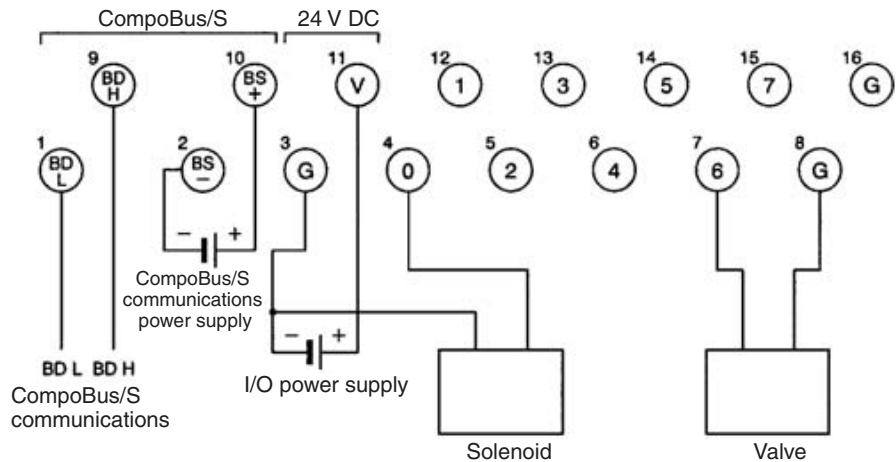 CompoBus/S 24 V DC
9 10 11 12 13 14 15 16
BD H BS + V 1 3 5 7 G
1 2 3 4 5 6 7 8
BD L BS – G 0 2 4 6 G
– +
CompoBus/S
communications
power supply
– +
BD L BD H
I/O power supply
CompoBus/S
communications
Solenoid Valve